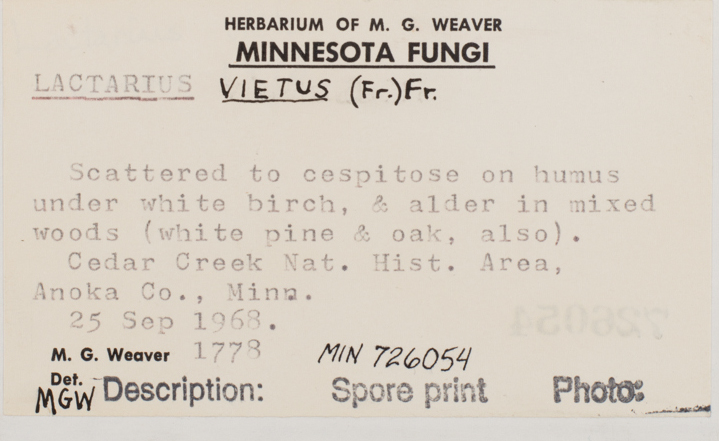 HERBARIUM OF M. G. WEAVER
MINNESOTA FUNGI
LACTARIUS VIETUS (Fr.) Fr.
Scattered to cespitose on humus
under white birch, & alder in mixed
woods (white pine & oak, also).
Cedar Creek Nat. Hist. Area,
Anoka Co., Minn.
25 Sep 1968.
726054
M. G. Weaver 1778 MIN 726054
Det. MGW Description: Spore print Photo: